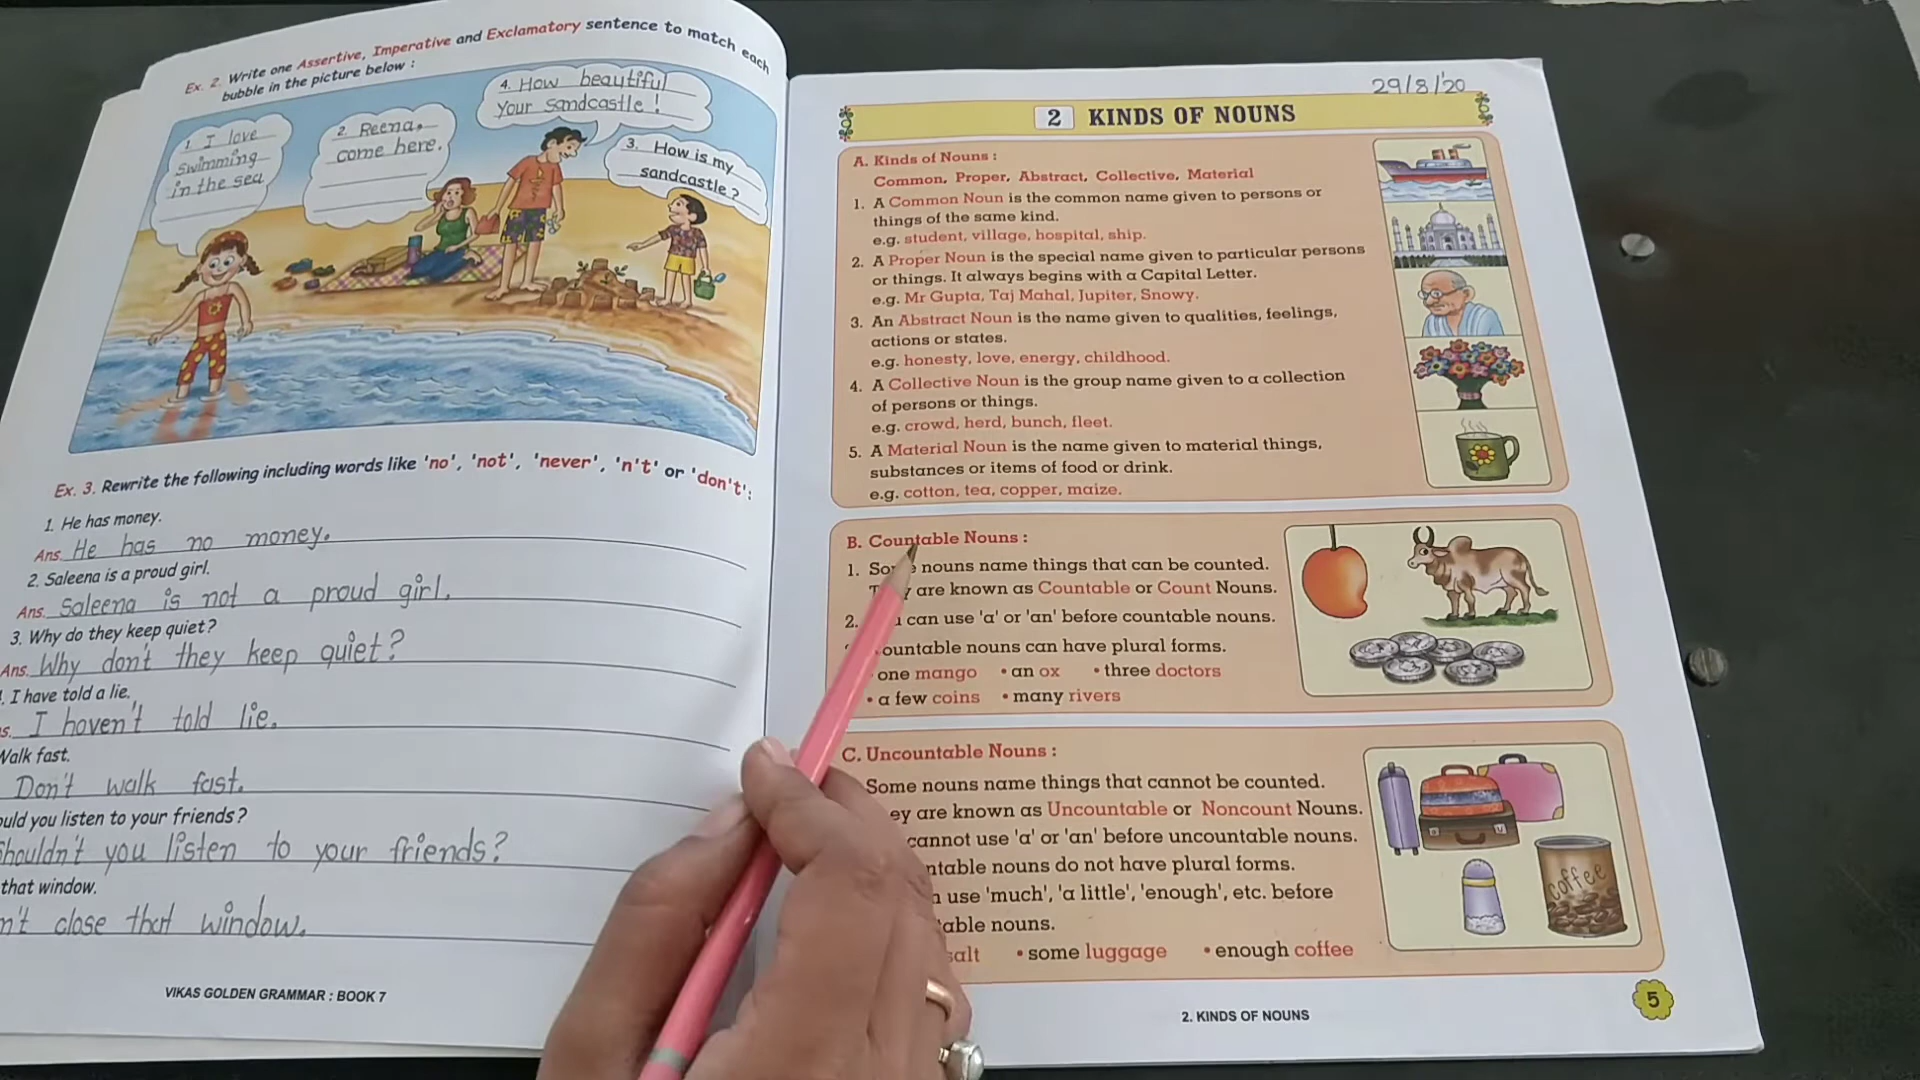 Ex. 2. Write one Assertive, Imperative and Exclamatory sentence to match each
bubble in the picture below :
1. I love
swimming
in the sea
2. Reena,
come here.
4. How beautiful
your sandcastle !
3. How is my
sandcastle ?
Ex. 3. Rewrite the following including words like 'no', 'not', 'never', 'n't' or 'don't':
1. He has money.
Ans. He has no money.
2. Saleena is a proud girl.
Ans. Saleena is not a proud girl.
3. Why do they keep quiet?
Ans. Why don't they keep quiet?
. I have told a lie.
s. I haven't told lie.
Walk fast.
Don't walk fast.
ould you listen to your friends?
houldn't you listen to your friends?
that window.
n't close that window.
VIKAS GOLDEN GRAMMAR : BOOK 7
29/8/20
2 KINDS OF NOUNS
A. Kinds of Nouns :
Common, Proper, Abstract, Collective, Material
1. A Common Noun is the common name given to persons or
things of the same kind.
e.g. student, village, hospital, ship.
2. A Proper Noun is the special name given to particular persons
or things. It always begins with a Capital Letter.
e.g. Mr Gupta, Taj Mahal, Jupiter, Snowy.
3. An Abstract Noun is the name given to qualities, feelings,
actions or states.
e.g. honesty, love, energy, childhood.
4. A Collective Noun is the group name given to a collection
of persons or things.
e.g. crowd, herd, bunch, fleet.
5. A Material Noun is the name given to material things,
substances or items of food or drink.
e.g. cotton, tea, copper, maize.
B. Countable Nouns :
1. Some nouns name things that can be counted.
are known as Countable or Count Nouns.
2. can use 'a' or 'an' before countable nouns.
ountable nouns can have plural forms.
one mango • an ox • three doctors
• a few coins • many rivers
C. Uncountable Nouns :
Some nouns name things that cannot be counted.
ey are known as Uncountable or Noncount Nouns.
cannot use 'a' or 'an' before uncountable nouns.
ntable nouns do not have plural forms.
n use 'much', 'a little', 'enough', etc. before
table nouns.
salt • some luggage • enough coffee
coffee
2. KINDS OF NOUNS
5